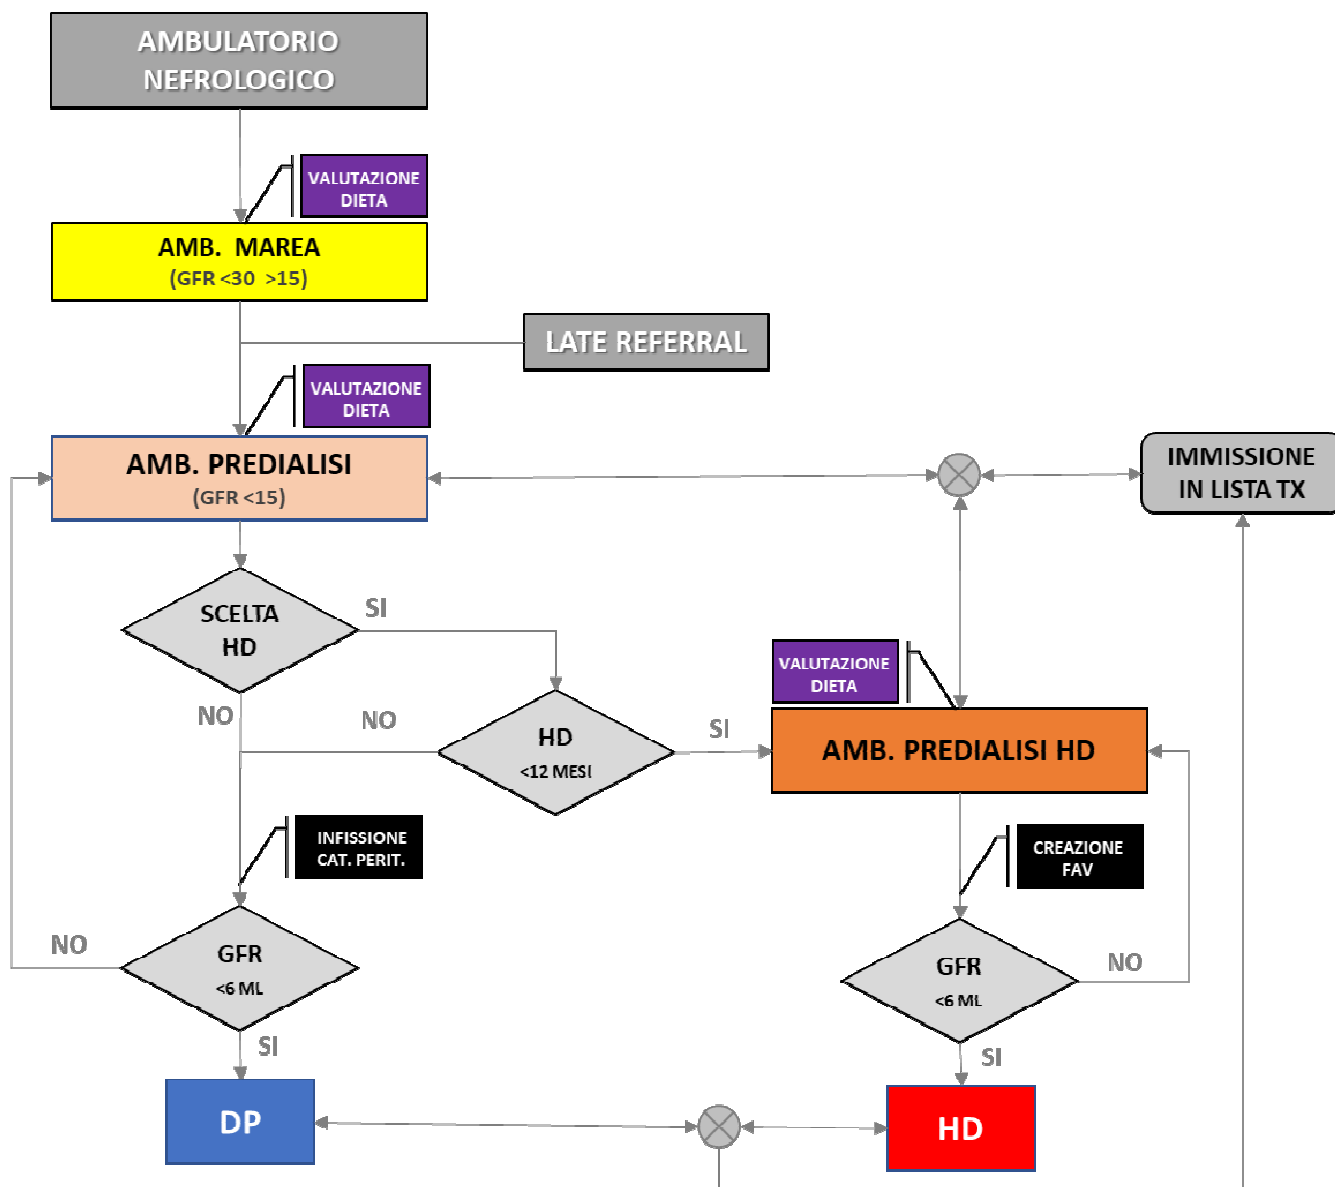 AMBULATORIO
NEFROLOGICO
VALUTAZIONE
DIETA
AMB. MAREA
(GFR <30 >15)
LATE REFERRAL
VALUTAZIONE
DIETA
AMB. PREDIALISI
(GFR <15)
IMMISSIONE
IN LISTA TX
SCELTA
HD
SI
NO
NO
HD
<12 MESI
SI
VALUTAZIONE
DIETA
AMB. PREDIALISI HD
INFISSIONE
CAT. PERIT.
CREAZIONE
FAV
NO
GFR
<6 ML
SI
GFR
<6 ML
NO
SI
DP
HD